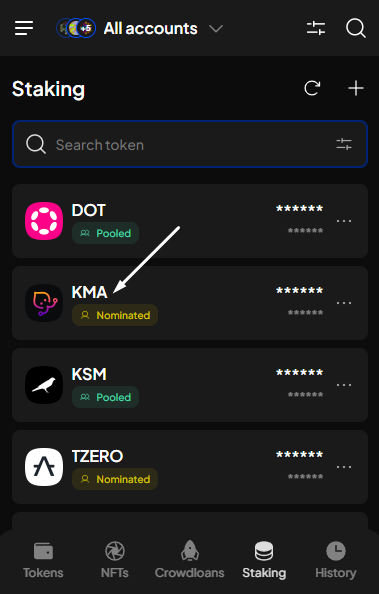 +5 All accounts
Staking
Search token
DOT ******
Pooled ******
KMA ******
Nominated ******
KSM ******
Pooled ******
TZERO ******
Nominated ******
Tokens NFTs Crowdloans Staking History